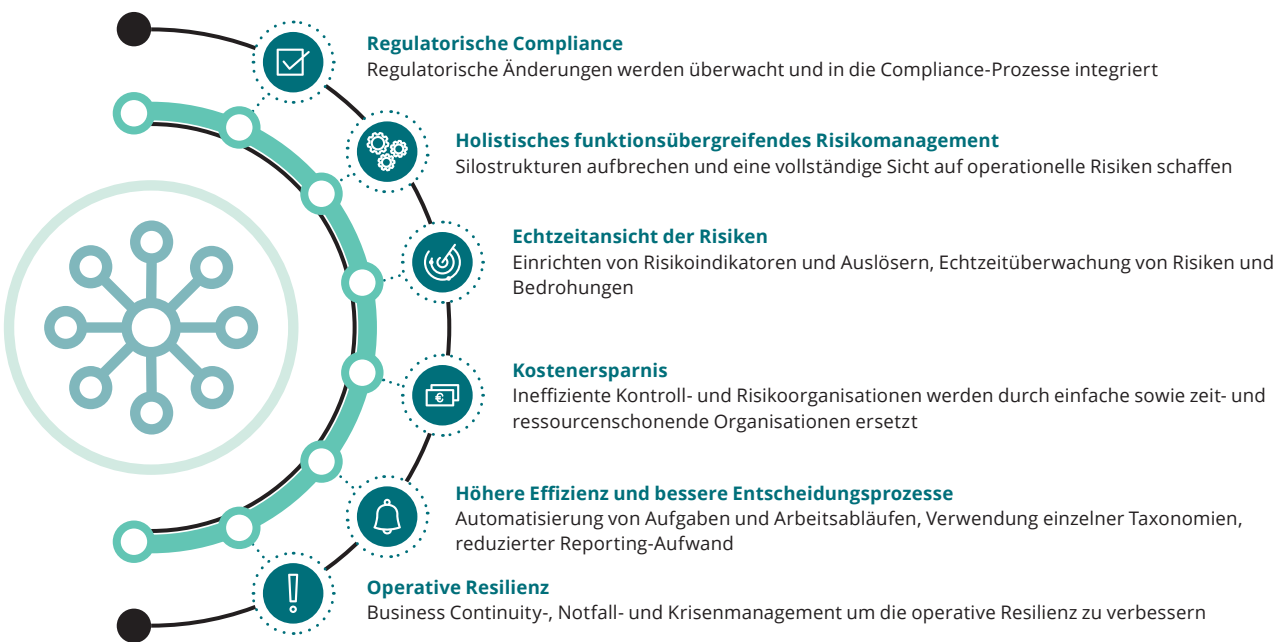 Regulatorische Compliance
Regulatorische Änderungen werden überwacht und in die Compliance-Prozesse integriert
Holistisches funktionsübergreifendes Risikomanagement
Silostrukturen aufbrechen und eine vollständige Sicht auf operationelle Risiken schaffen
Echtzeitansicht der Risiken
Einrichten von Risikoindikatoren und Auslösern, Echtzeitüberwachung von Risiken und
Bedrohungen
Kostenersparnis
Ineffiziente Kontroll- und Risikoorganisationen werden durch einfache sowie zeit- und
ressourcenschonende Organisationen ersetzt
Höhere Effizienz und bessere Entscheidungsprozesse
Automatisierung von Aufgaben und Arbeitsabläufen, Verwendung einzelner Taxonomien,
reduzierter Reporting-Aufwand
Operative Resilienz
Business Continuity-, Notfall- und Krisenmanagement um die operative Resilienz zu verbessern